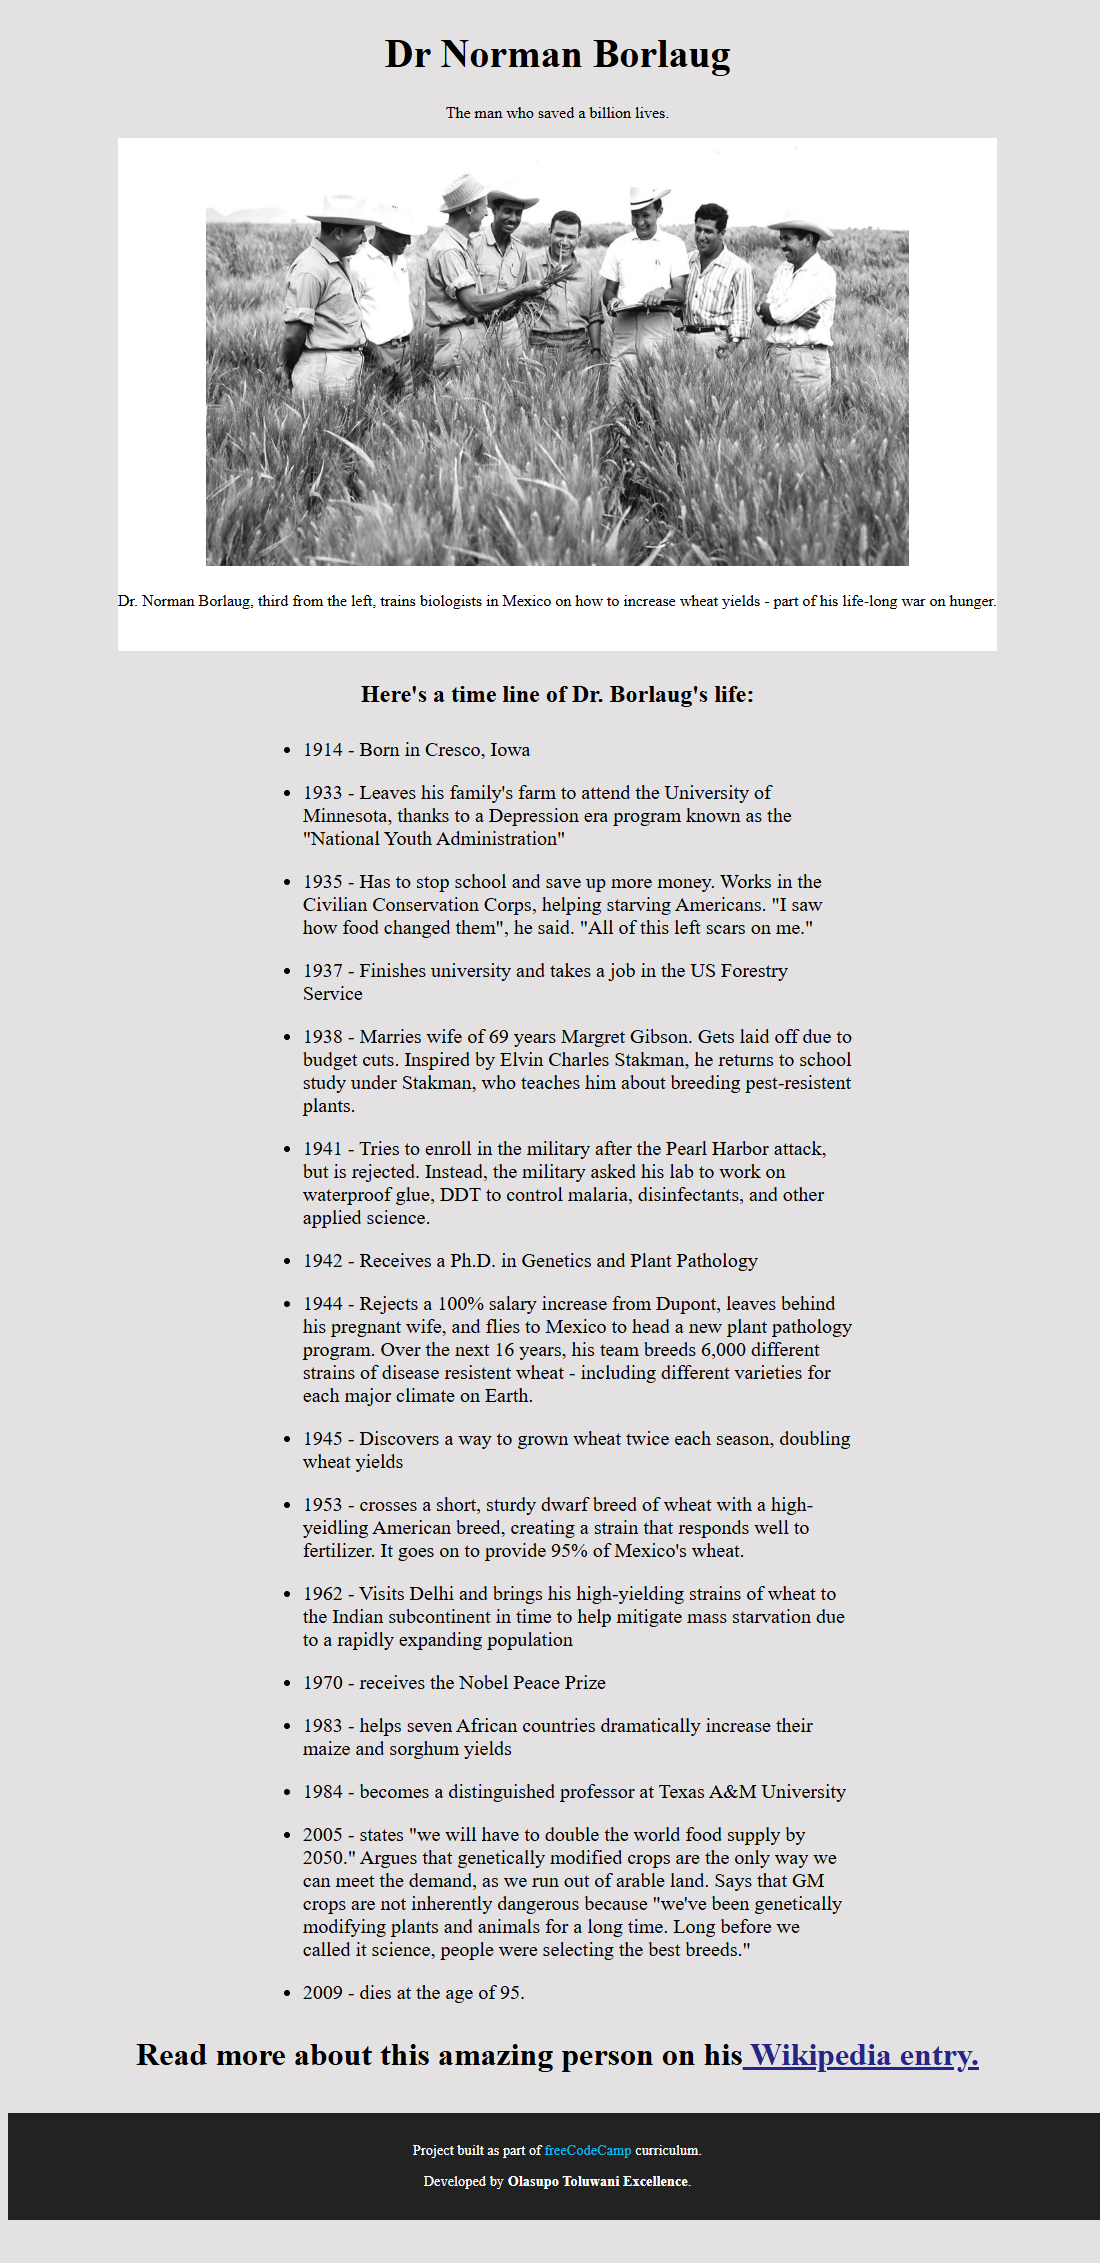 Dr Norman Borlaug
The man who saved a billion lives.
Dr. Norman Borlaug, third from the left, trains biologists in Mexico on how to increase wheat yields - part of his life-long war on hunger.
Here's a time line of Dr. Borlaug's life:
• 1914 - Born in Cresco, Iowa
• 1933 - Leaves his family's farm to attend the University of
Minnesota, thanks to a Depression era program known as the
"National Youth Administration"
• 1935 - Has to stop school and save up more money. Works in the
Civilian Conservation Corps, helping starving Americans. "I saw
how food changed them", he said. "All of this left scars on me."
• 1937 - Finishes university and takes a job in the US Forestry
Service
• 1938 - Marries wife of 69 years Margret Gibson. Gets laid off due to
budget cuts. Inspired by Elvin Charles Stakman, he returns to school
study under Stakman, who teaches him about breeding pest-resistent
plants.
• 1941 - Tries to enroll in the military after the Pearl Harbor attack,
but is rejected. Instead, the military asked his lab to work on
waterproof glue, DDT to control malaria, disinfectants, and other
applied science.
• 1942 - Receives a Ph.D. in Genetics and Plant Pathology
• 1944 - Rejects a 100% salary increase from Dupont, leaves behind
his pregnant wife, and flies to Mexico to head a new plant pathology
program. Over the next 16 years, his team breeds 6,000 different
strains of disease resistent wheat - including different varieties for
each major climate on Earth.
• 1945 - Discovers a way to grown wheat twice each season, doubling
wheat yields
• 1953 - crosses a short, sturdy dwarf breed of wheat with a high-
yeidling American breed, creating a strain that responds well to
fertilizer. It goes on to provide 95% of Mexico's wheat.
• 1962 - Visits Delhi and brings his high-yielding strains of wheat to
the Indian subcontinent in time to help mitigate mass starvation due
to a rapidly expanding population
• 1970 - receives the Nobel Peace Prize
• 1983 - helps seven African countries dramatically increase their
maize and sorghum yields
• 1984 - becomes a distinguished professor at Texas A&M University
• 2005 - states "we will have to double the world food supply by
2050." Argues that genetically modified crops are the only way we
can meet the demand, as we run out of arable land. Says that GM
crops are not inherently dangerous because "we've been genetically
modifying plants and animals for a long time. Long before we
called it science, people were selecting the best breeds."
• 2009 - dies at the age of 95.
Read more about this amazing person on his Wikipedia entry.
Project built as part of freeCodeCamp curriculum.
Developed by Olasupo Toluwani Excellence.